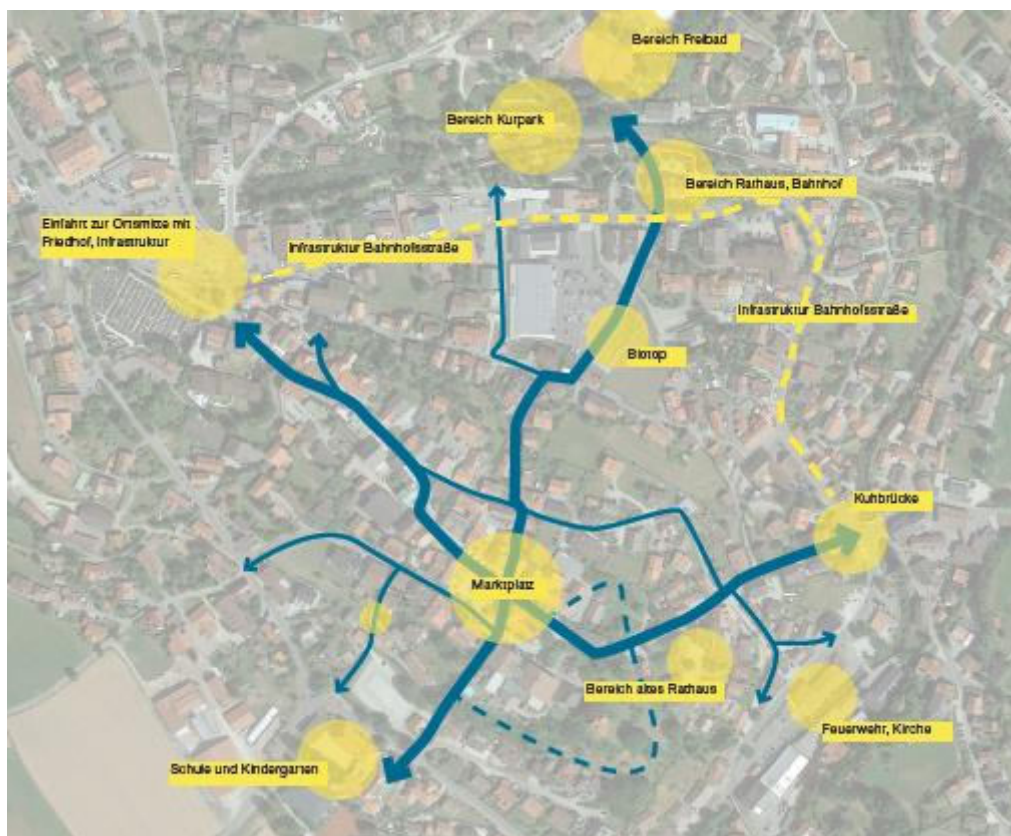 Bereich Freibad
Bereich Kurpark
Bereich Rathaus, Bahnhof
Einfahrt zur Ortsmitte mit
Friedhof, Infrastruktur
Infrastruktur Bahnhofsstraße
Infrastruktur Bahnhofsstraße
Biotop
Kuhbrücke
Marktplatz
Bereich altes Rathaus
Feuerwehr, Kirche
Schule und Kindergarten